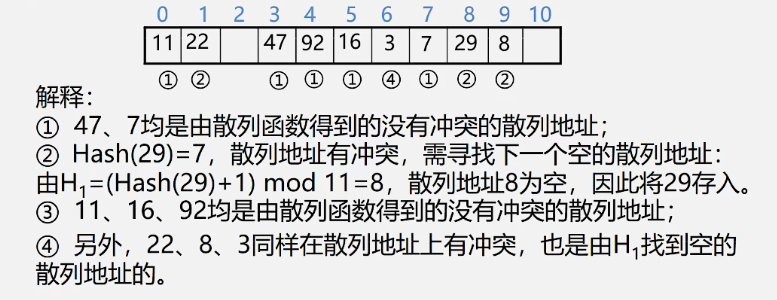 0 1 2 3 4 5 6 7 8 9 10
11 22 47 92 16 3 7 29 8
① ② ① ① ① ④ ① ② ②
解释：
① 47、7均是由散列函数得到的没有冲突的散列地址；
② Hash(29)=7，散列地址有冲突，需寻找下一个空的散列地址：
由H₁=(Hash(29)+1) mod 11=8，散列地址8为空，因此将29存入。
③ 11、16、92均是由散列函数得到的没有冲突的散列地址；
④ 另外，22、8、3同样在散列地址上有冲突，也是由H₁找到空的
散列地址的。